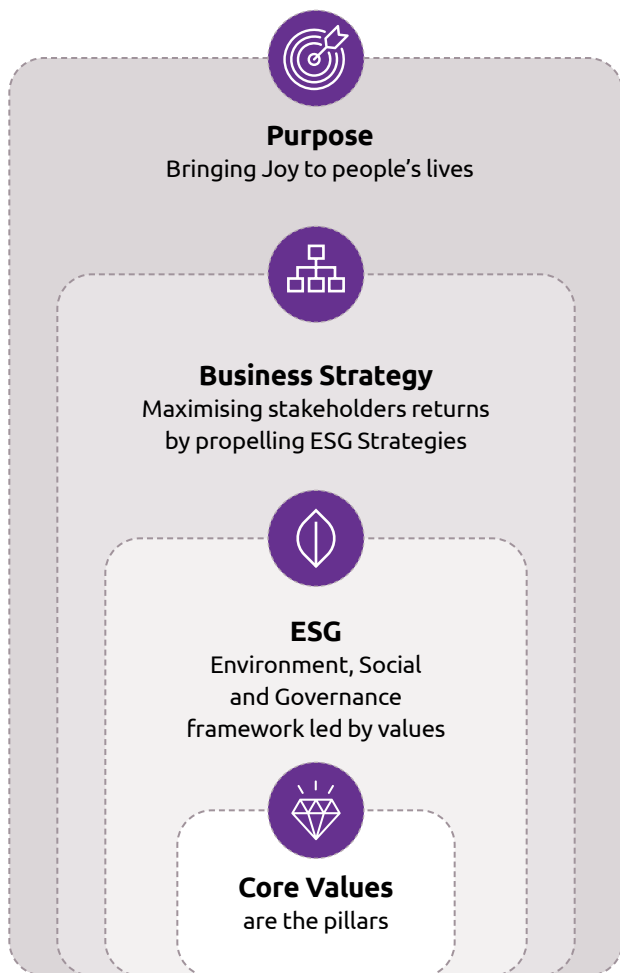 Purpose
Bringing Joy to people’s lives
Business Strategy
Maximising stakeholders returns
by propelling ESG Strategies
ESG
Environment, Social
and Governance
framework led by values
Core Values
are the pillars